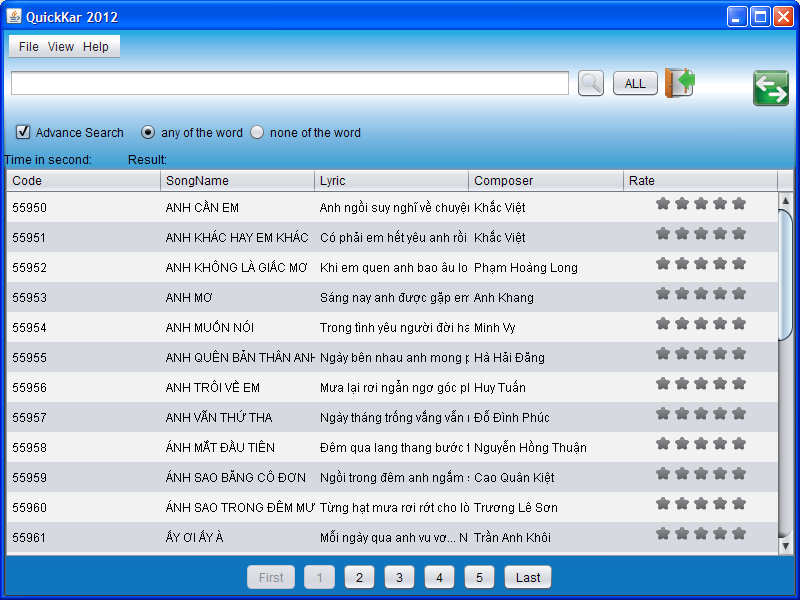 QuickKar 2012
File View Help
ALL
Advance Search any of the word none of the word
Time in second: Result:
Code SongName Lyric Composer Rate
55950 ANH CẦN EM Anh ngồi suy nghĩ về chuyện Khắc Việt
55951 ANH KHÁC HAY EM KHÁC Có phải em hết yêu anh rồi Khắc Việt
55952 ANH KHÔNG LÀ GIẤC MƠ Khi em quen anh bao âu lo Phạm Hoàng Long
55953 ANH MƠ Sáng nay anh được gặp em Anh Khang
55954 ANH MUỐN NÓI Trong tình yêu người đời ha Minh Vy
55955 ANH QUÊN BẢN THÂN ANH Ngày bên nhau anh mong p Hà Hải Đăng
55956 ANH TRÔI VỀ EM Mưa lại rơi ngẩn ngơ góc p Huy Tuấn
55957 ANH VẪN THỨ THA Ngày tháng trống vắng vẫn Đỗ Đình Phúc
55958 ÁNH MẮT ĐẦU TIÊN Đêm qua lang thang bước Nguyễn Hồng Thuận
55959 ÁNH SAO BĂNG CÔ ĐƠN Ngồi trong đêm anh ngắm Cao Quân Kiệt
55960 ÁNH SAO TRONG ĐÊM MƯ Từng hạt mưa rơi rớt cho lò Trương Lê Sơn
55961 ẤY ƠI ẤY À Mỗi ngày qua anh vu vơ... N Trần Anh Khôi
First 1 2 3 4 5 Last